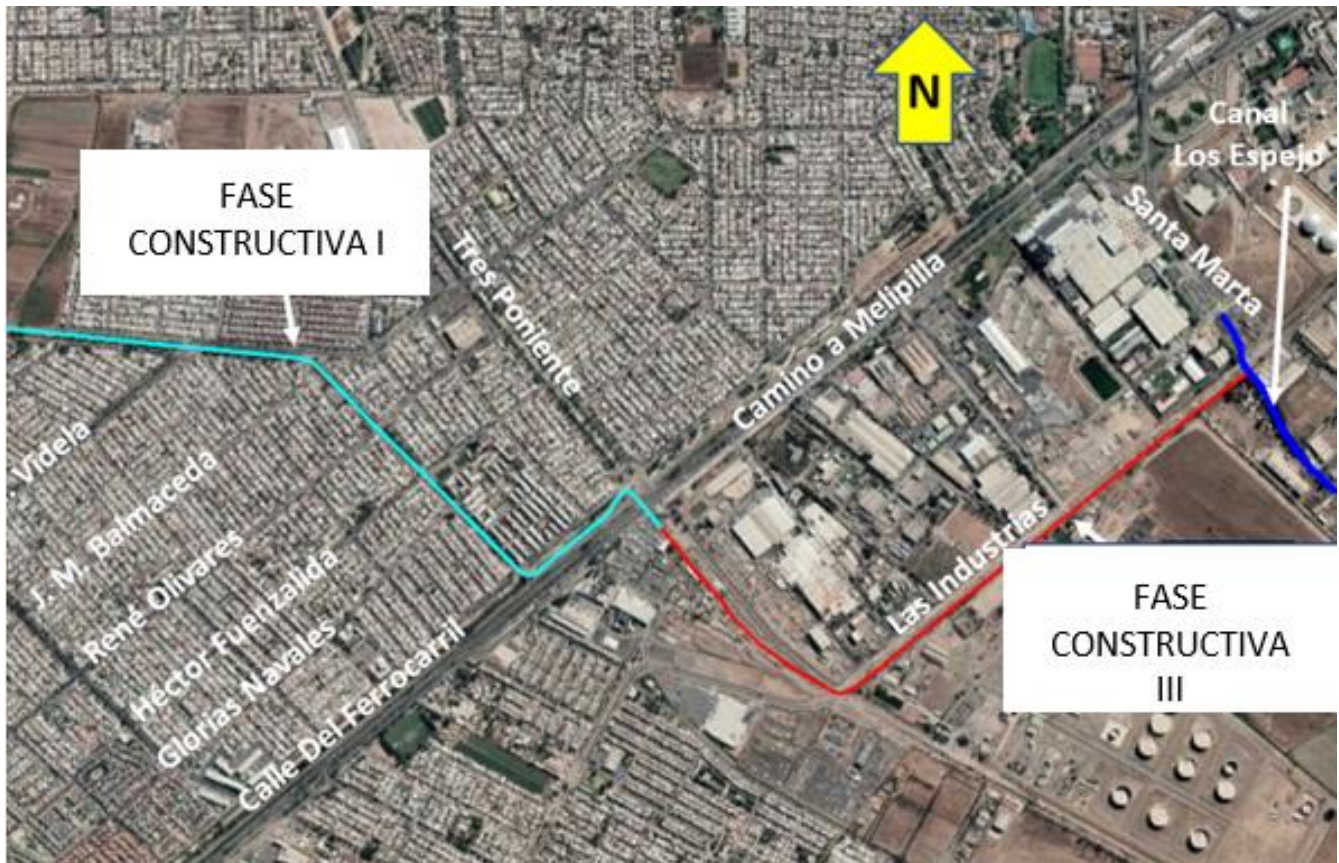 N
Canal
Los Espejo
FASE
CONSTRUCTIVA I
Santa Marta
Tres Poniente
Camino a Melipilla
Videla
J. M. Balmaceda
René Olivares
Héctor Fuenzalida
Glorias Navales
Calle Del Ferrocarril
Las Industrias
FASE
CONSTRUCTIVA
III